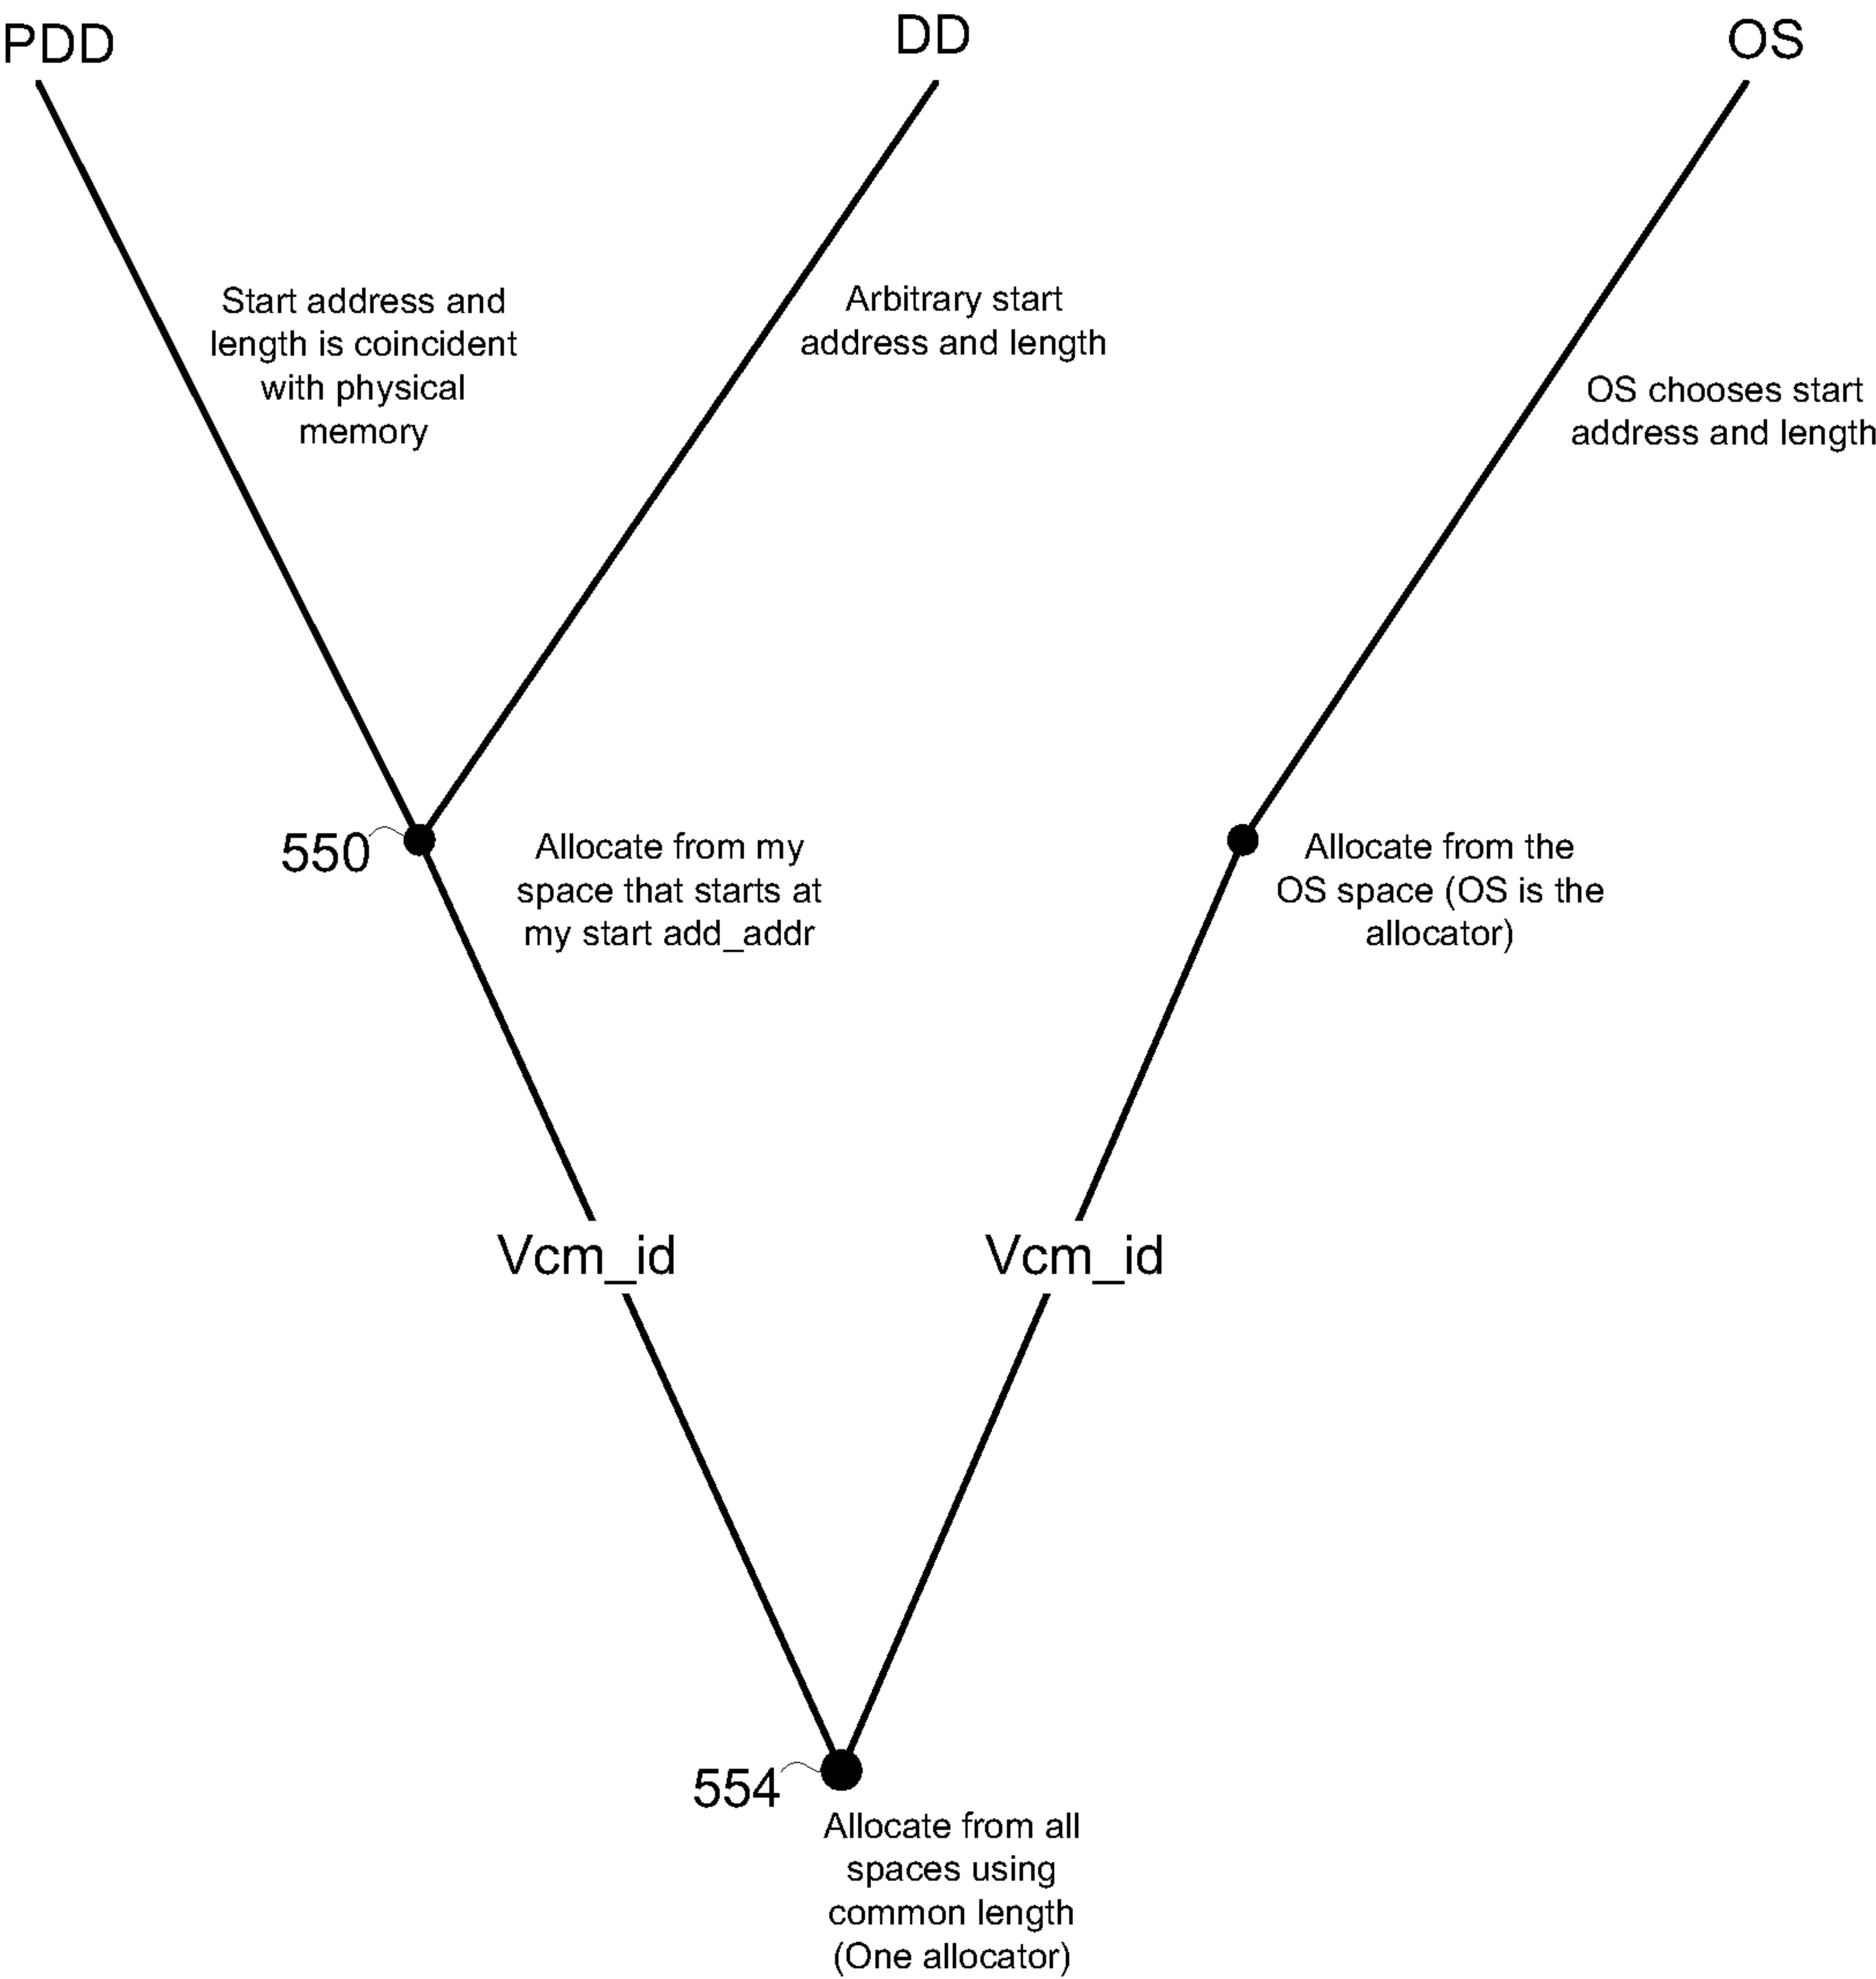 PDD
DD
OS
Start address and
length is coincident
with physical
memory
Arbitrary start
address and length
OS chooses start
address and length
550
Allocate from my
space that starts at
my start add_addr
Allocate from the
OS space (OS is the
allocator)
Vcm_id
Vcm_id
554
Allocate from all
spaces using
common length
(One allocator)